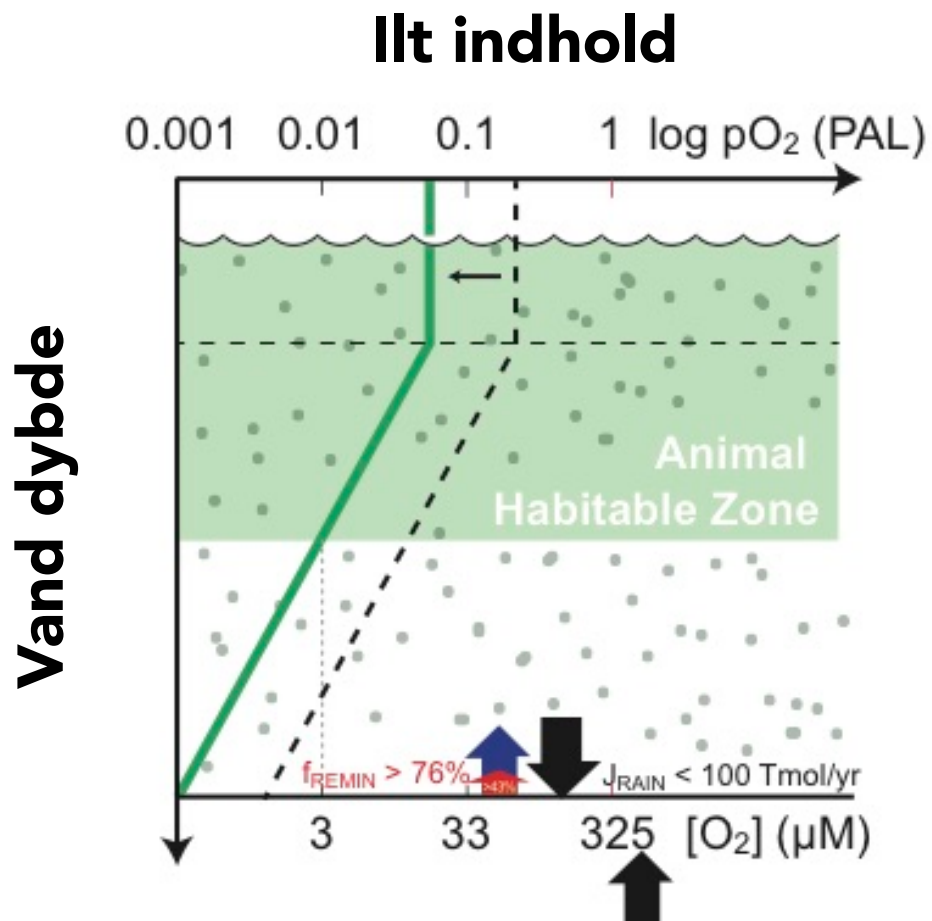 Ilt indhold
0.001 0.01 0.1 1 log pO₂ (PAL)
Vand dybde
Animal
Habitable Zone
fREMIN > 76%
>43%
JRAIN < 100 Tmol/yr
3 33 325 [O₂] (µM)